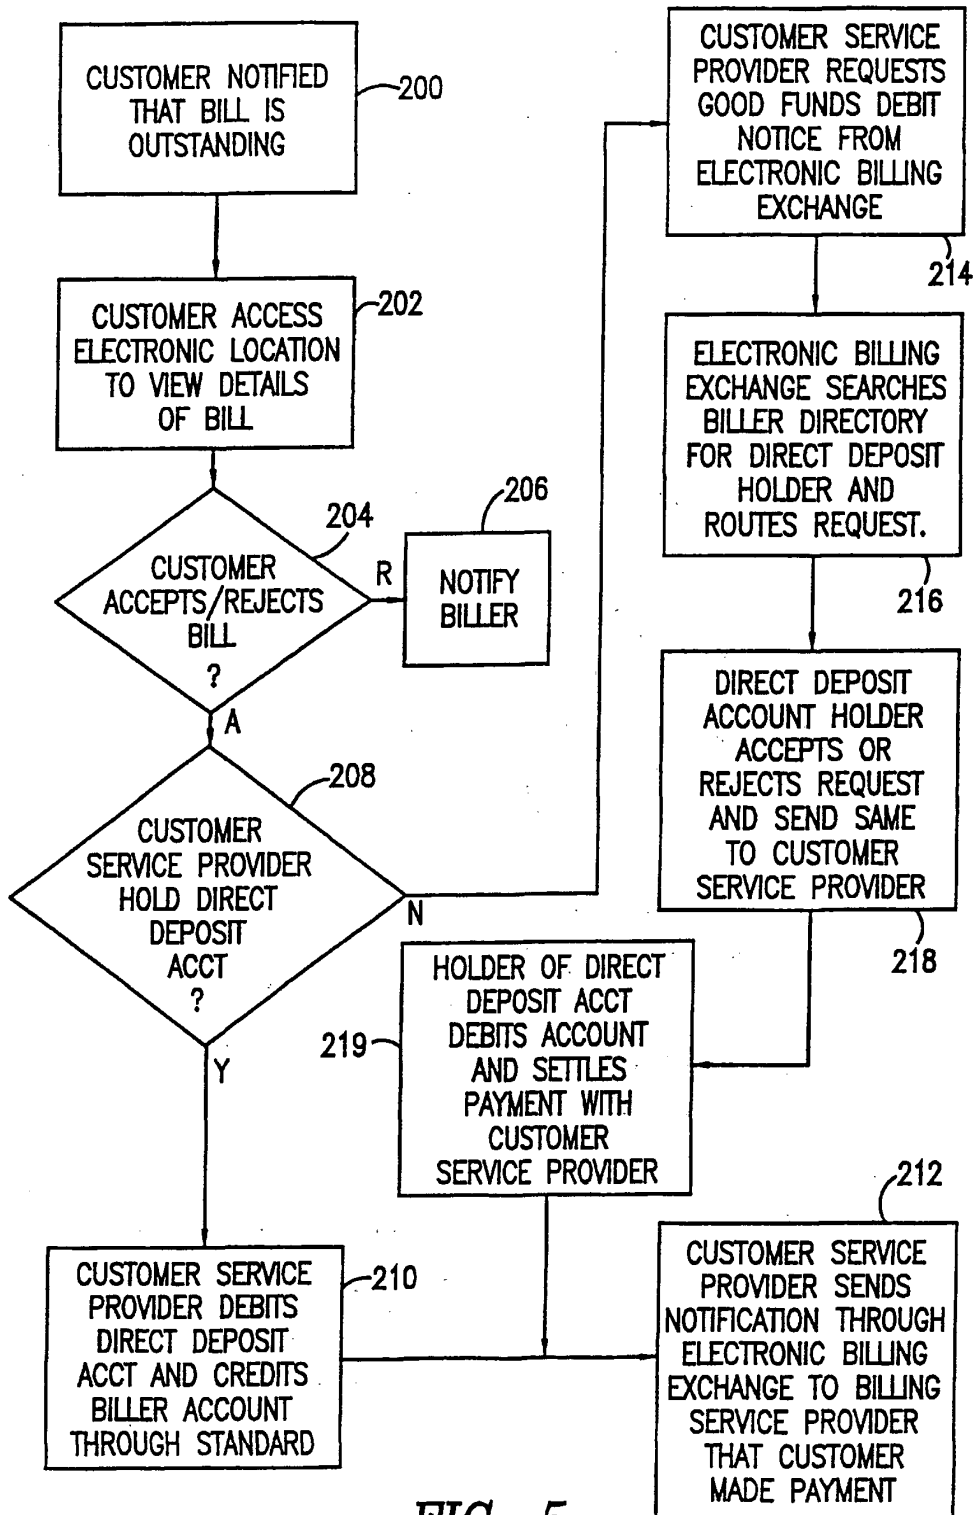 CUSTOMER NOTIFIED
THAT BILL IS
OUTSTANDING
200
CUSTOMER ACCESS
ELECTRONIC LOCATION
TO VIEW DETAILS
OF BILL
202
CUSTOMER
ACCEPTS/REJECTS
BILL
?
204
R
A
NOTIFY
BILLER
206
CUSTOMER
SERVICE PROVIDER
HOLD DIRECT
DEPOSIT
ACCT
?
208
N
Y
CUSTOMER SERVICE
PROVIDER DEBITS
DIRECT DEPOSIT
ACCT AND CREDITS
BILLER ACCOUNT
THROUGH STANDARD
210
CUSTOMER SERVICE
PROVIDER REQUESTS
GOOD FUNDS DEBIT
NOTICE FROM
ELECTRONIC BILLING
EXCHANGE
214
ELECTRONIC BILLING
EXCHANGE SEARCHES
BILLER DIRECTORY
FOR DIRECT DEPOSIT
HOLDER AND
ROUTES REQUEST.
216
DIRECT DEPOSIT
ACCOUNT HOLDER
ACCEPTS OR
REJECTS REQUEST
AND SEND SAME
TO CUSTOMER
SERVICE PROVIDER
218
HOLDER OF DIRECT
DEPOSIT ACCT
DEBITS ACCOUNT
AND SETTLES
PAYMENT WITH
CUSTOMER
SERVICE PROVIDER
219
CUSTOMER SERVICE
PROVIDER SENDS
NOTIFICATION THROUGH
ELECTRONIC BILLING
EXCHANGE TO BILLING
SERVICE PROVIDER
THAT CUSTOMER
MADE PAYMENT
212
FIG. 5